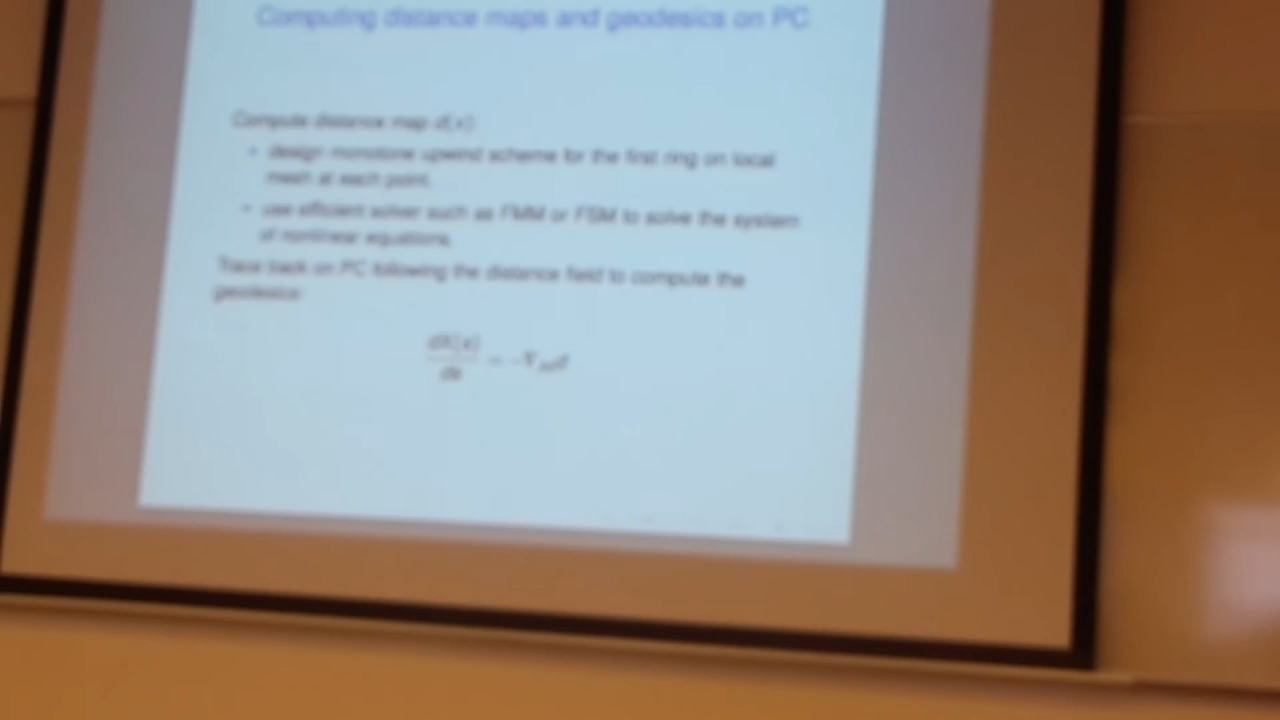 Computing distance maps and geodesics on PC
Compute distance map d(x):
• design monotone upwind scheme for the first ring on local
mesh at each point.
• use efficient solver such as FMM or FSM to solve the system
of nonlinear equations.
Trace back on PC following the distance field to compute the
geodesics: